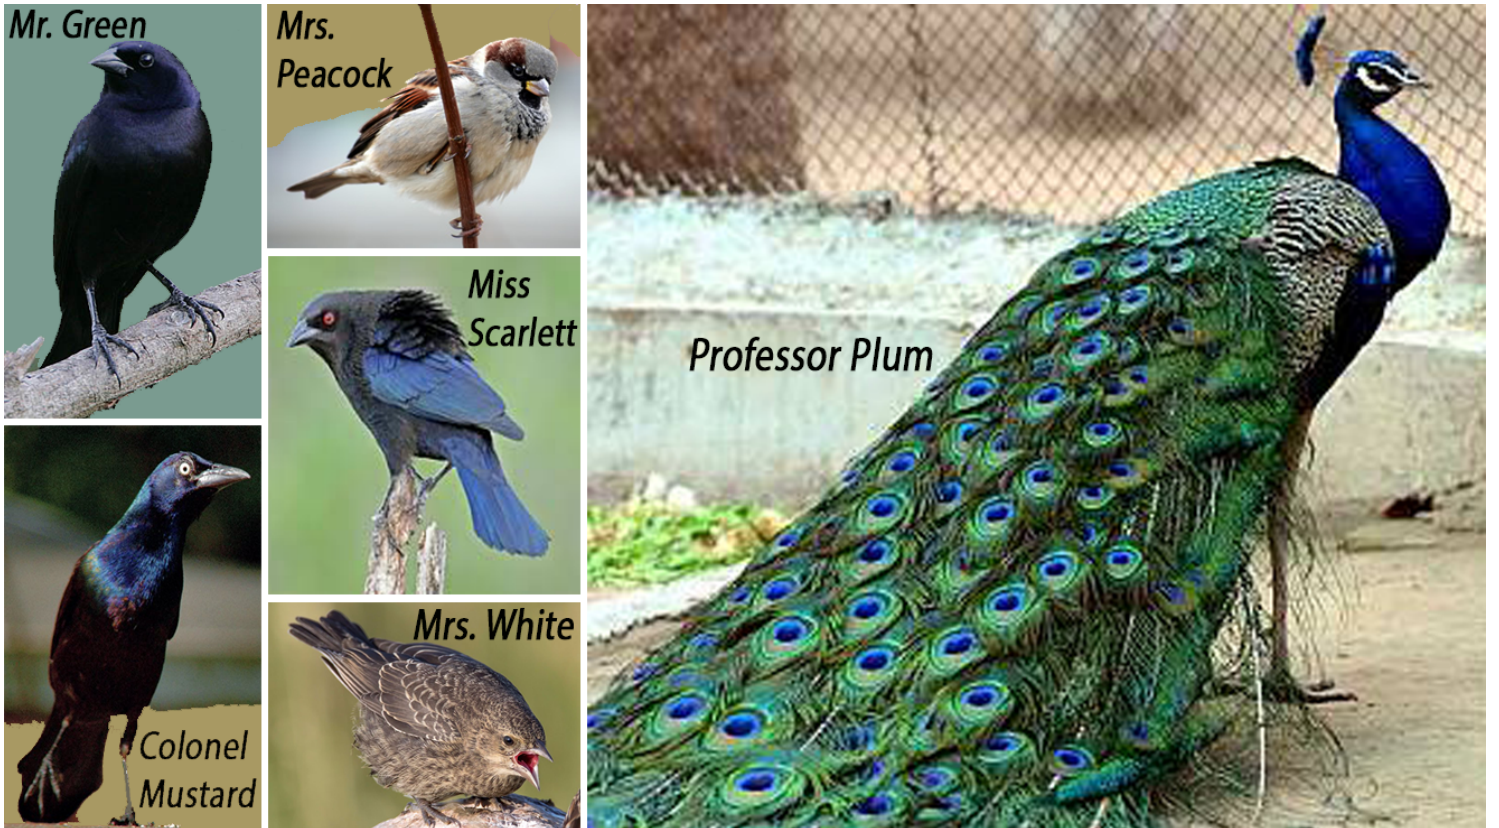 Mr. Green
Mrs.
Peacock
Miss
Scarlett
Professor Plum
Colonel
Mustard
Mrs. White